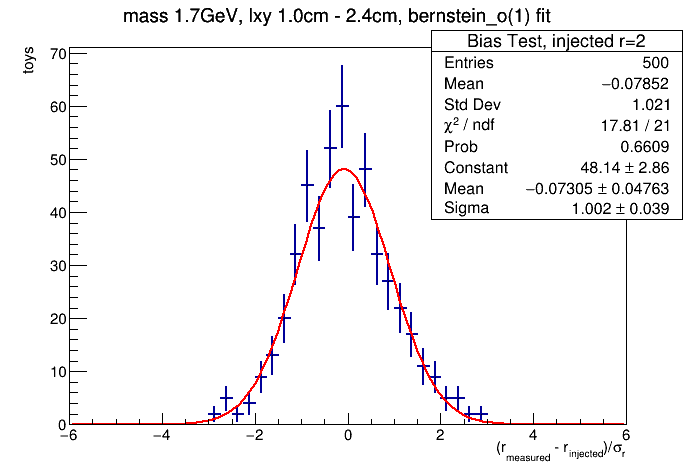 mass 1.7GeV, lxy 1.0cm - 2.4cm, bernstein_o(1) fit
Bias Test, injected r=2
Entries 500
Mean −0.07852
Std Dev 1.021
χ² / ndf 17.81 / 21
Prob 0.6609
Constant 48.14 ± 2.86
Mean −0.07305 ± 0.04763
Sigma 1.002 ± 0.039
toys
70
60
50
40
30
20
10
0
−6 −4 −2 0 2 4 6
(r_measured - r_injected)/σ_r